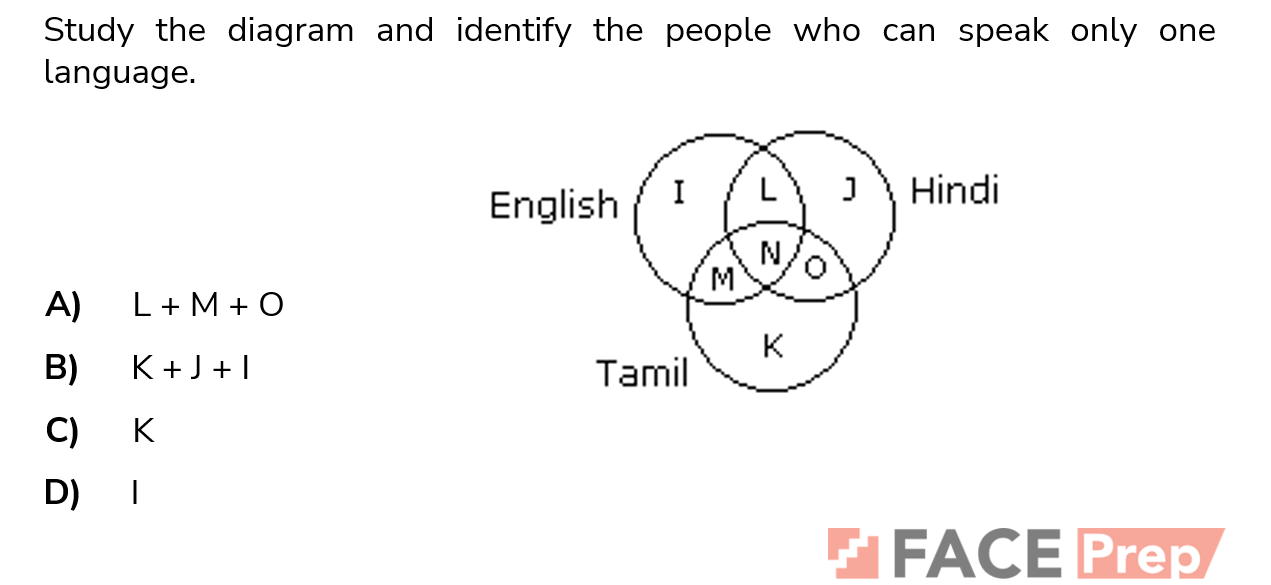 Study the diagram and identify the people who can speak only one
language.
English
I
L
J
Hindi
N
M
O
K
Tamil
A) L + M + O
B) K + J + I
C) K
D) I
FACE Prep